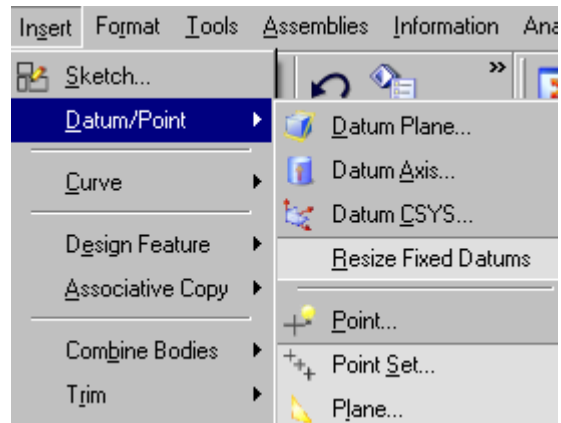 Insert Format Tools Assemblies Information Ana
Sketch... »
Datum/Point
Datum Plane...
Curve
Datum Axis...
Datum CSYS...
Design Feature
Resize Fixed Datums
Associative Copy
Point...
Combine Bodies
Point Set...
Trim
Plane...